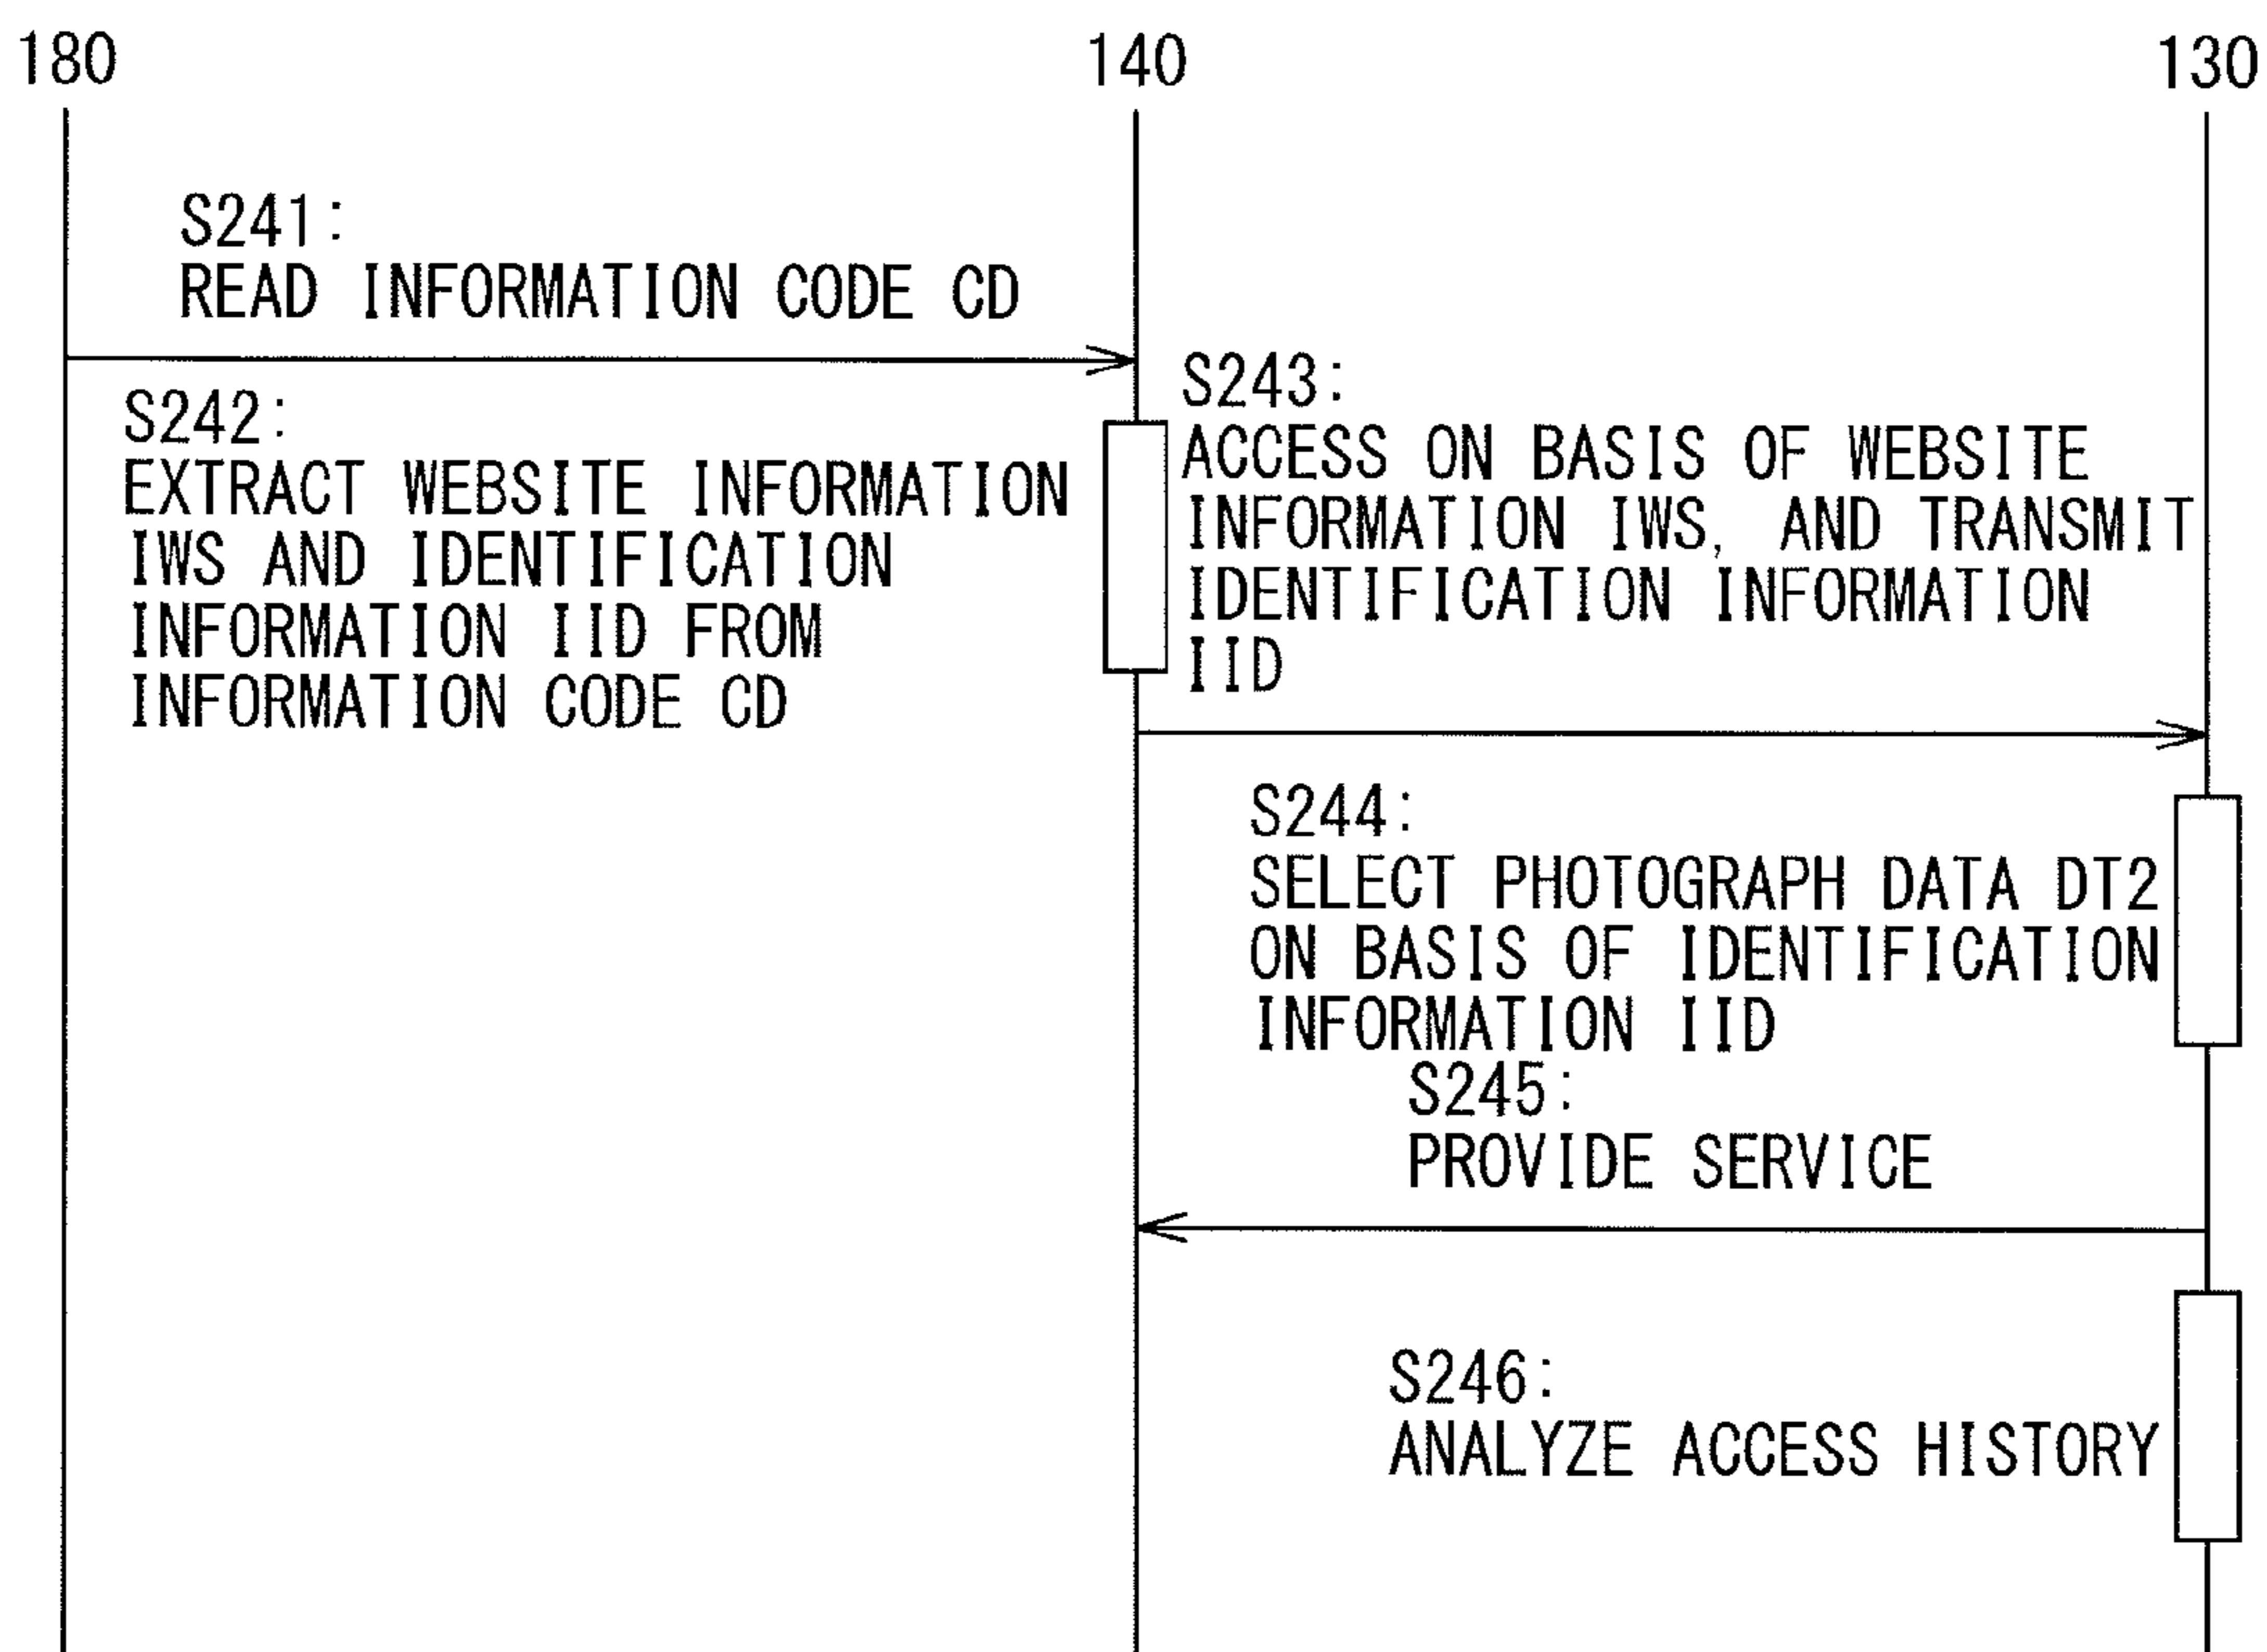 180
140
130
S241:
READ INFORMATION CODE CD
S242:
EXTRACT WEBSITE INFORMATION
IWS AND IDENTIFICATION
INFORMATION IID FROM
INFORMATION CODE CD
S243:
ACCESS ON BASIS OF WEBSITE
INFORMATION IWS, AND TRANSMIT
IDENTIFICATION INFORMATION
IID
S244:
SELECT PHOTOGRAPH DATA DT2
ON BASIS OF IDENTIFICATION
INFORMATION IID
S245:
PROVIDE SERVICE
S246:
ANALYZE ACCESS HISTORY